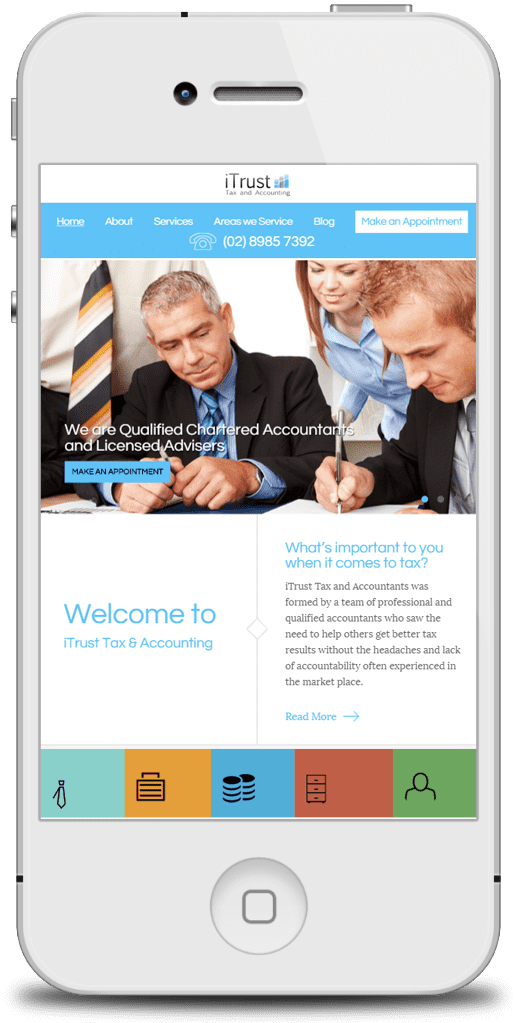 iTrust
Tax and Accounting
Home About Services Areas we Service Blog Make an Appointment
(02) 8985 7392
We are Qualified Chartered Accountants
and Licensed Advisers
MAKE AN APPOINTMENT
Welcome to
iTrust Tax & Accounting
What's important to you
when it comes to tax?
iTrust Tax and Accountants was
formed by a team of professional and
qualified accountants who saw the
need to help others get better tax
results without the headaches and lack
of accountability often experienced in
the market place.
Read More